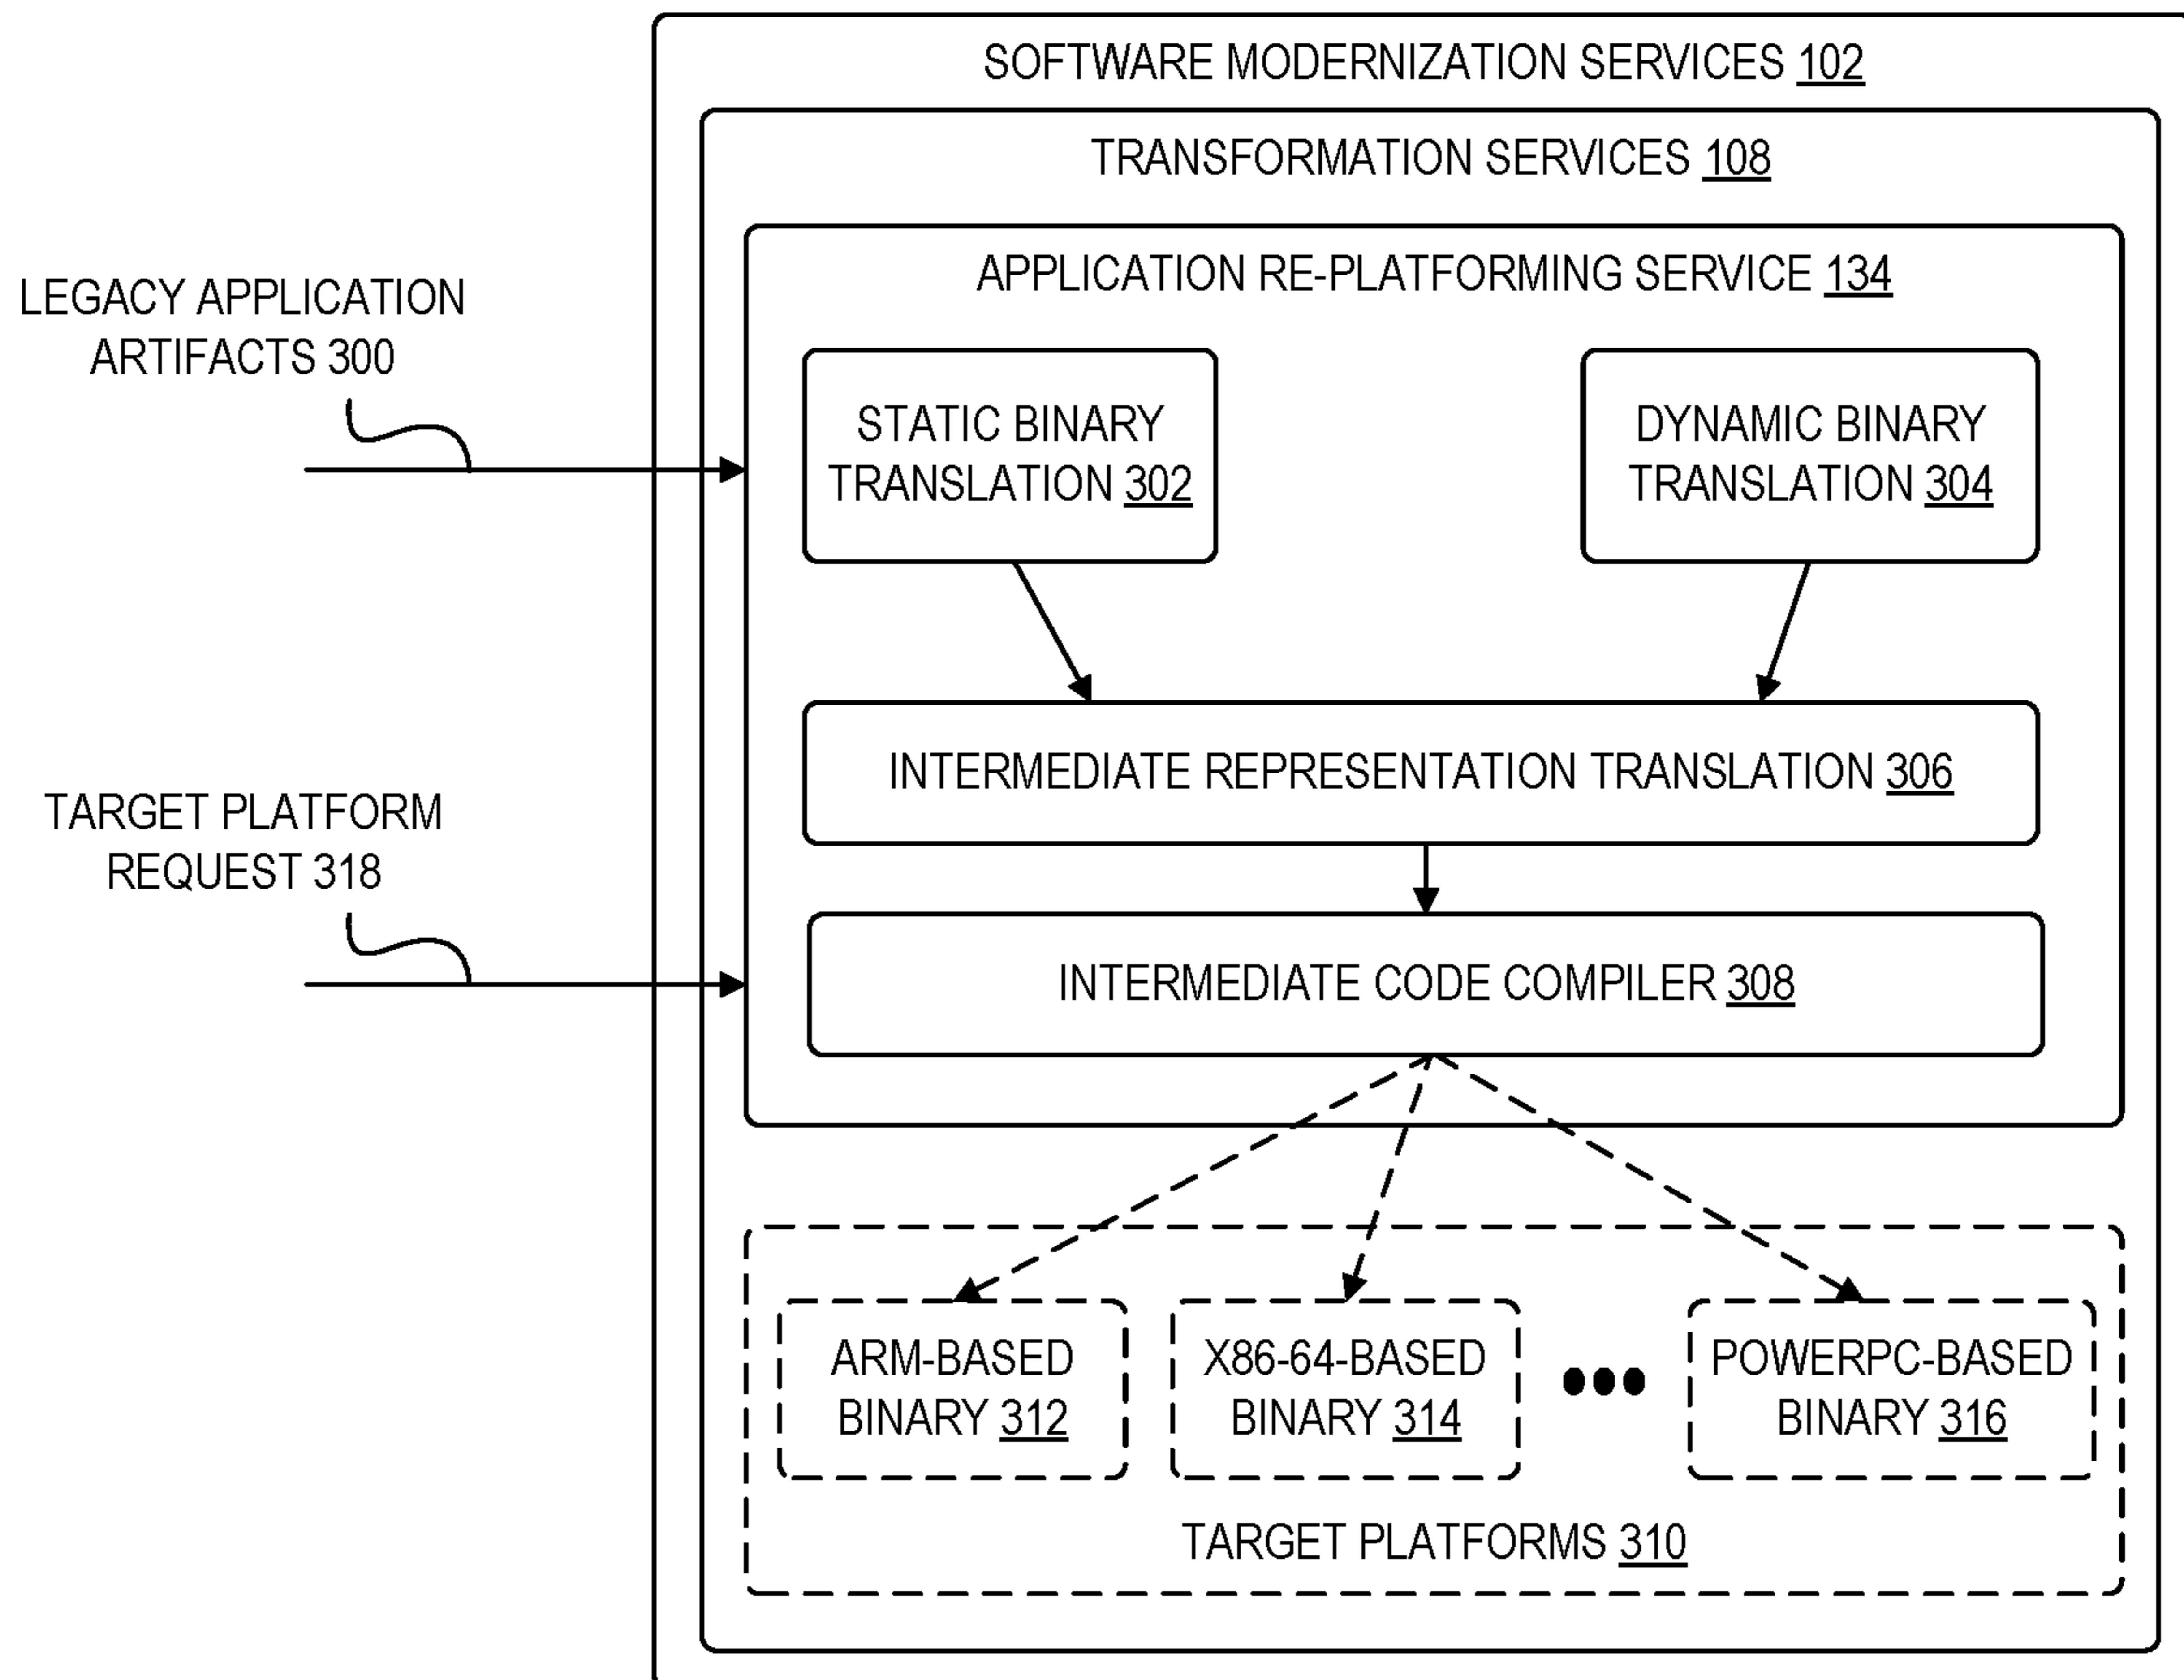 SOFTWARE MODERNIZATION SERVICES 102
TRANSFORMATION SERVICES 108
APPLICATION RE-PLATFORMING SERVICE 134
LEGACY APPLICATION
ARTIFACTS 300
STATIC BINARY
TRANSLATION 302
DYNAMIC BINARY
TRANSLATION 304
INTERMEDIATE REPRESENTATION TRANSLATION 306
TARGET PLATFORM
REQUEST 318
INTERMEDIATE CODE COMPILER 308
ARM-BASED
BINARY 312
X86-64-BASED
BINARY 314
POWERPC-BASED
BINARY 316
TARGET PLATFORMS 310